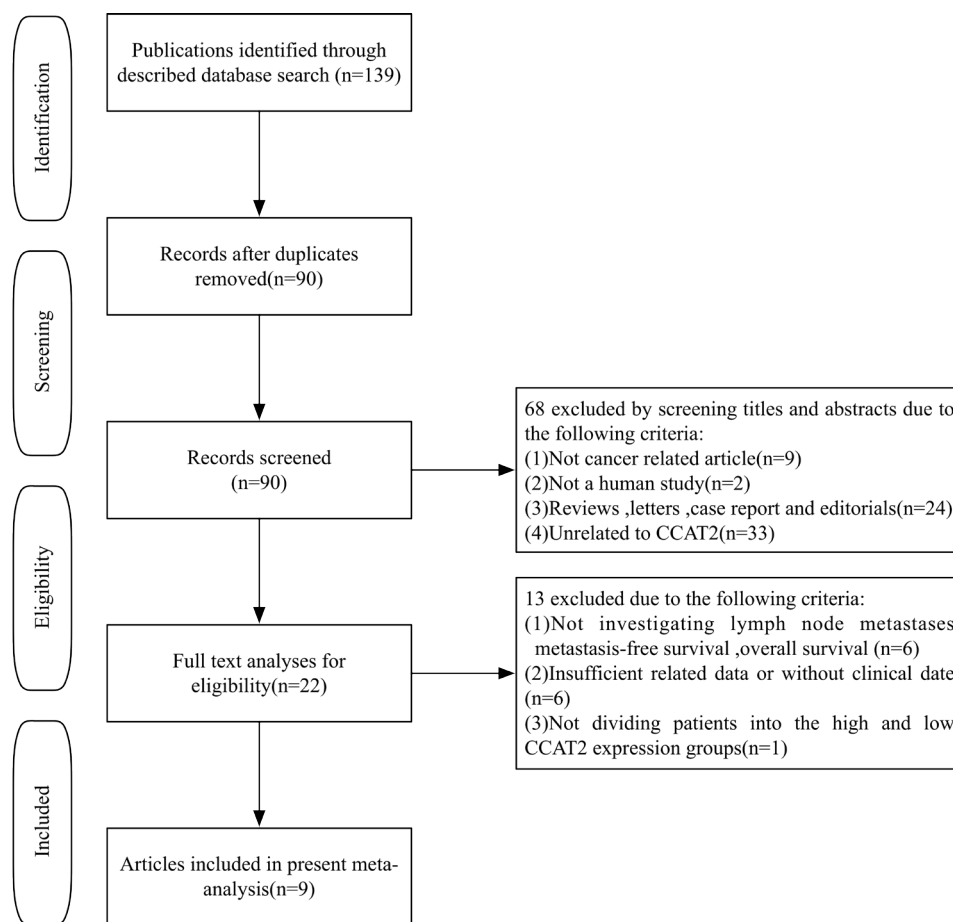 Identification
Publications identified through
described database search (n=139)
Records after duplicates
removed(n=90)
Screening
Records screened
(n=90)
68 excluded by screening titles and abstracts due to
the following criteria:
(1)Not cancer related article(n=9)
(2)Not a human study(n=2)
(3)Reviews ,letters ,case report and editorials(n=24)
(4)Unrelated to CCAT2(n=33)
Eligibility
Full text analyses for
eligibility(n=22)
13 excluded due to the following criteria:
(1)Not investigating lymph node metastases
metastasis-free survival ,overall survival (n=6)
(2)Insufficient related data or without clinical date
(n=6)
(3)Not dividing patients into the high and low
CCAT2 expression groups(n=1)
Included
Articles included in present meta-
analysis(n=9)